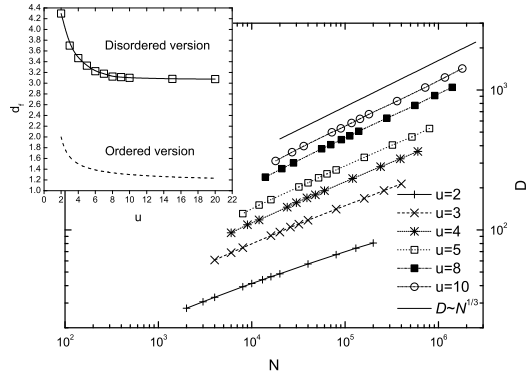 4.4
4.2
4.0
3.8
3.6
3.4
3.2
3.0
2.8
2.6
2.4
2.2
2.0
1.8
1.6
1.4
1.2
1.0
d_f
Disordered version
Ordered version
0 2 4 6 8 10 12 14 16 18 20 22
u
10^3
10^2
D
u=2
u=3
u=4
u=5
u=8
u=10
D~N^{1/3}
10^2 10^3 10^4 10^5 10^6
N